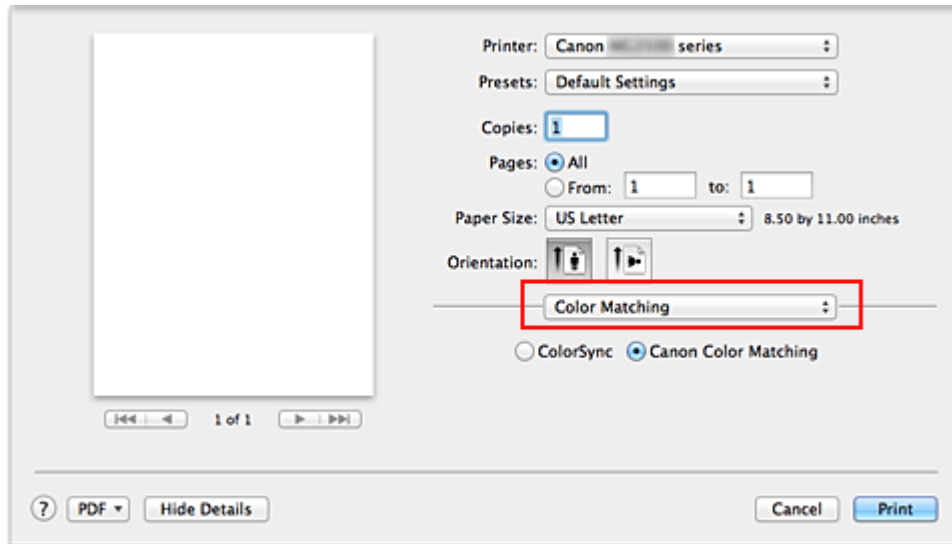 Printer: Canon series
Presets: Default Settings
Copies: 1
Pages: All
From: 1 to: 1
Paper Size: US Letter 8.50 by 11.00 inches
Orientation:
Color Matching
ColorSync Canon Color Matching
1 of 1
? PDF Hide Details Cancel Print